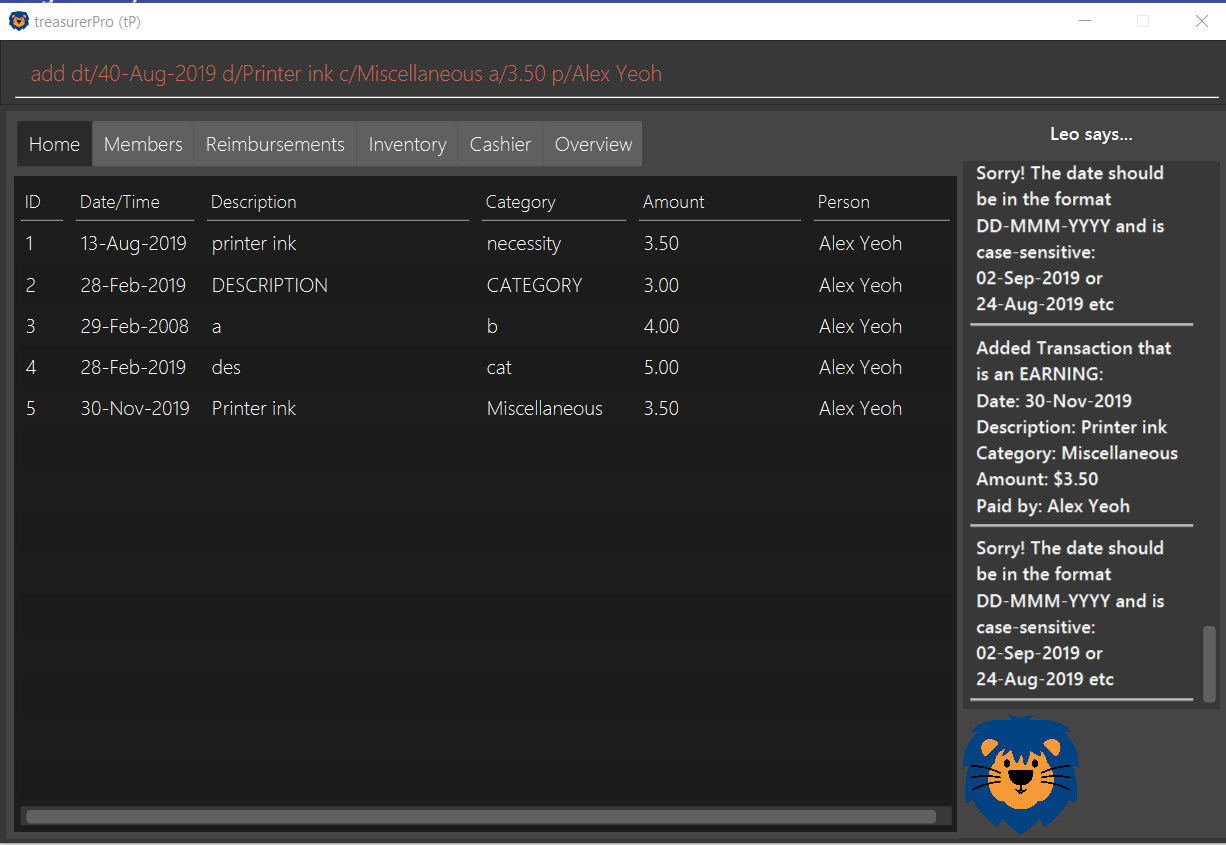 treasurerPro (tP)
add dt/40-Aug-2019 d/Printer ink c/Miscellaneous a/3.50 p/Alex Yeoh
Home Members Reimbursements Inventory Cashier Overview
ID Date/Time Description Category Amount Person
1 13-Aug-2019 printer ink necessity 3.50 Alex Yeoh
2 28-Feb-2019 DESCRIPTION CATEGORY 3.00 Alex Yeoh
3 29-Feb-2008 a b 4.00 Alex Yeoh
4 28-Feb-2019 des cat 5.00 Alex Yeoh
5 30-Nov-2019 Printer ink Miscellaneous 3.50 Alex Yeoh
Leo says...
Sorry! The date should
be in the format
DD-MMM-YYYY and is
case-sensitive:
02-Sep-2019 or
24-Aug-2019 etc
Added Transaction that
is an EARNING:
Date: 30-Nov-2019
Description: Printer ink
Category: Miscellaneous
Amount: $3.50
Paid by: Alex Yeoh
Sorry! The date should
be in the format
DD-MMM-YYYY and is
case-sensitive:
02-Sep-2019 or
24-Aug-2019 etc